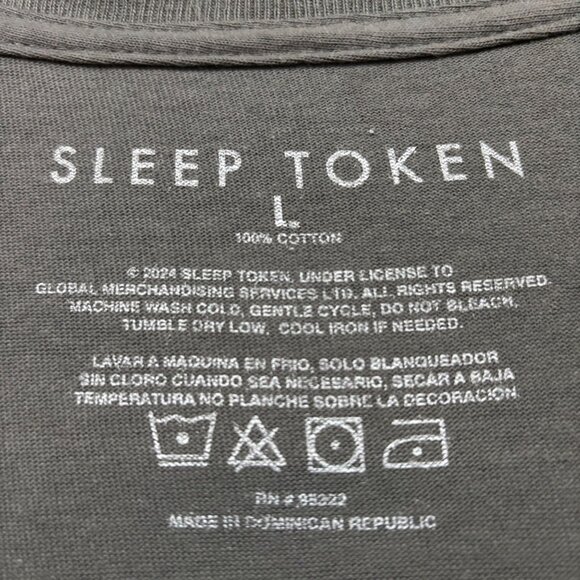 SLEEP TOKEN
L
100% COTTON
© 2024 SLEEP TOKEN, UNDER LICENSE TO
GLOBAL MERCHANDISING SERVICES LTD. ALL RIGHTS RESERVED.
MACHINE WASH COLD, GENTLE CYCLE, DO NOT BLEACH,
TUMBLE DRY LOW. COOL IRON IF NEEDED.
LAVAR A MAQUINA EN FRIO, SOLO BLANQUEADOR
SIN CLORO CUANDO SEA NECESARIO, SECAR A BAJA
TEMPERATURA NO PLANCHE SOBRE LA DECORACION.
RN #
MADE IN DOMINICAN REPUBLIC